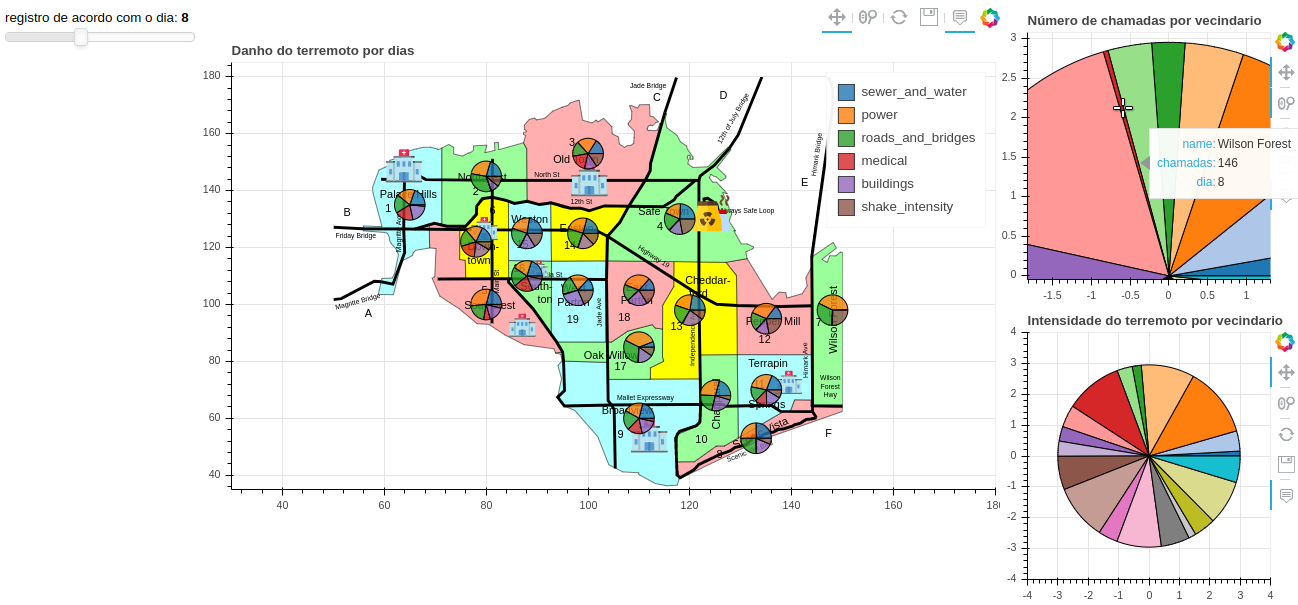 registro de acordo com o dia: 8
Danho do terremoto por dias
180
160
140
120
100
80
60
40
40
60
80
100
120
140
160
sewer_and_water
power
roads_and_bridges
medical
buildings
shake_intensity
Jade Bridge
C
D
12th of July Bridge
Himark Bridge
E
3
Old
North St
12th St
2
Palace Hills
1
B
Friday Bridge
Magritte Ave
Magritte Bridge
A
6
Safe
4
Always Safe Loop
14
Highway 19
town
Main St
5
ton
19
Jade Ave
18
Cheddar-
13
12
7
Independence
Himark Ave
Wilson Forest
Oak Willow
17
Terrapin
Springs
Wilson
Forest
Hwy
Mallet Expressway
9
10
8
Scenic
F
Número de chamadas por vecindario
3
2.5
2
1.5
1
0.5
0
-1.5
-1
-0.5
0
0.5
1
name: Wilson Forest
chamadas: 146
dia: 8
Intensidade do terremoto por vecindario
4
3
2
1
0
-1
-2
-3
-4
-4
-3
-2
-1
0
1
2
3
4